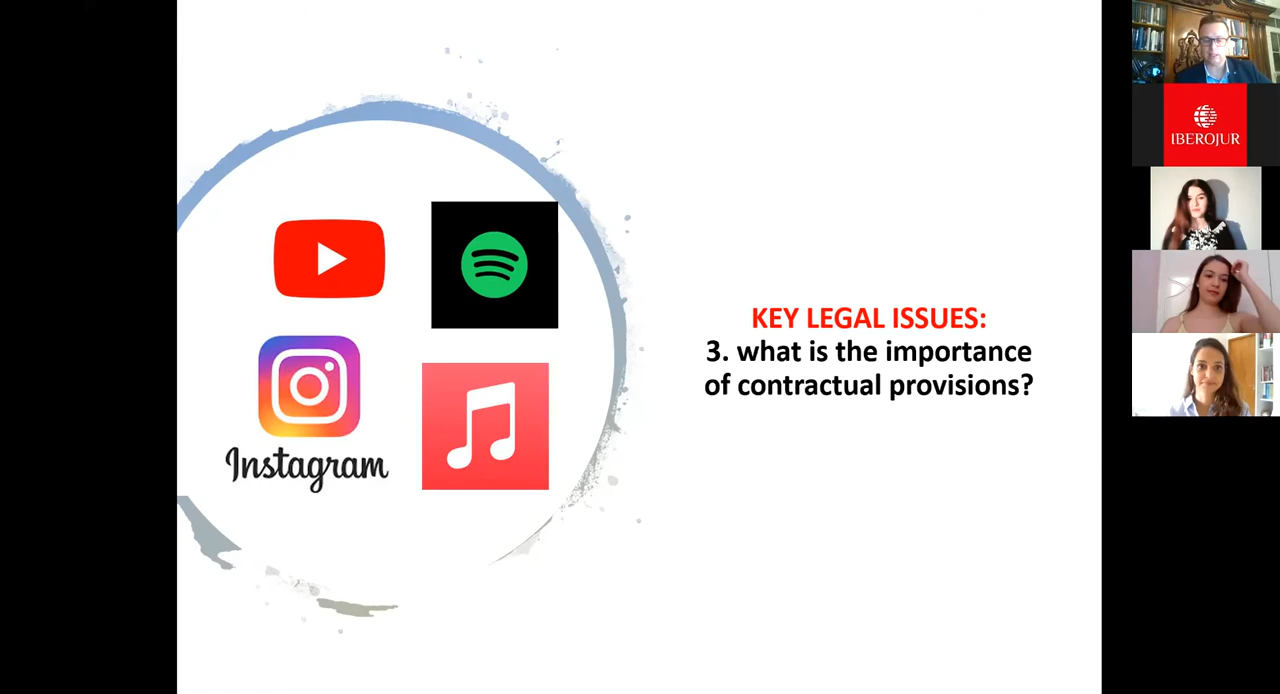 KEY LEGAL ISSUES:
3. what is the importance
of contractual provisions?
Instagram
IBEROJUR